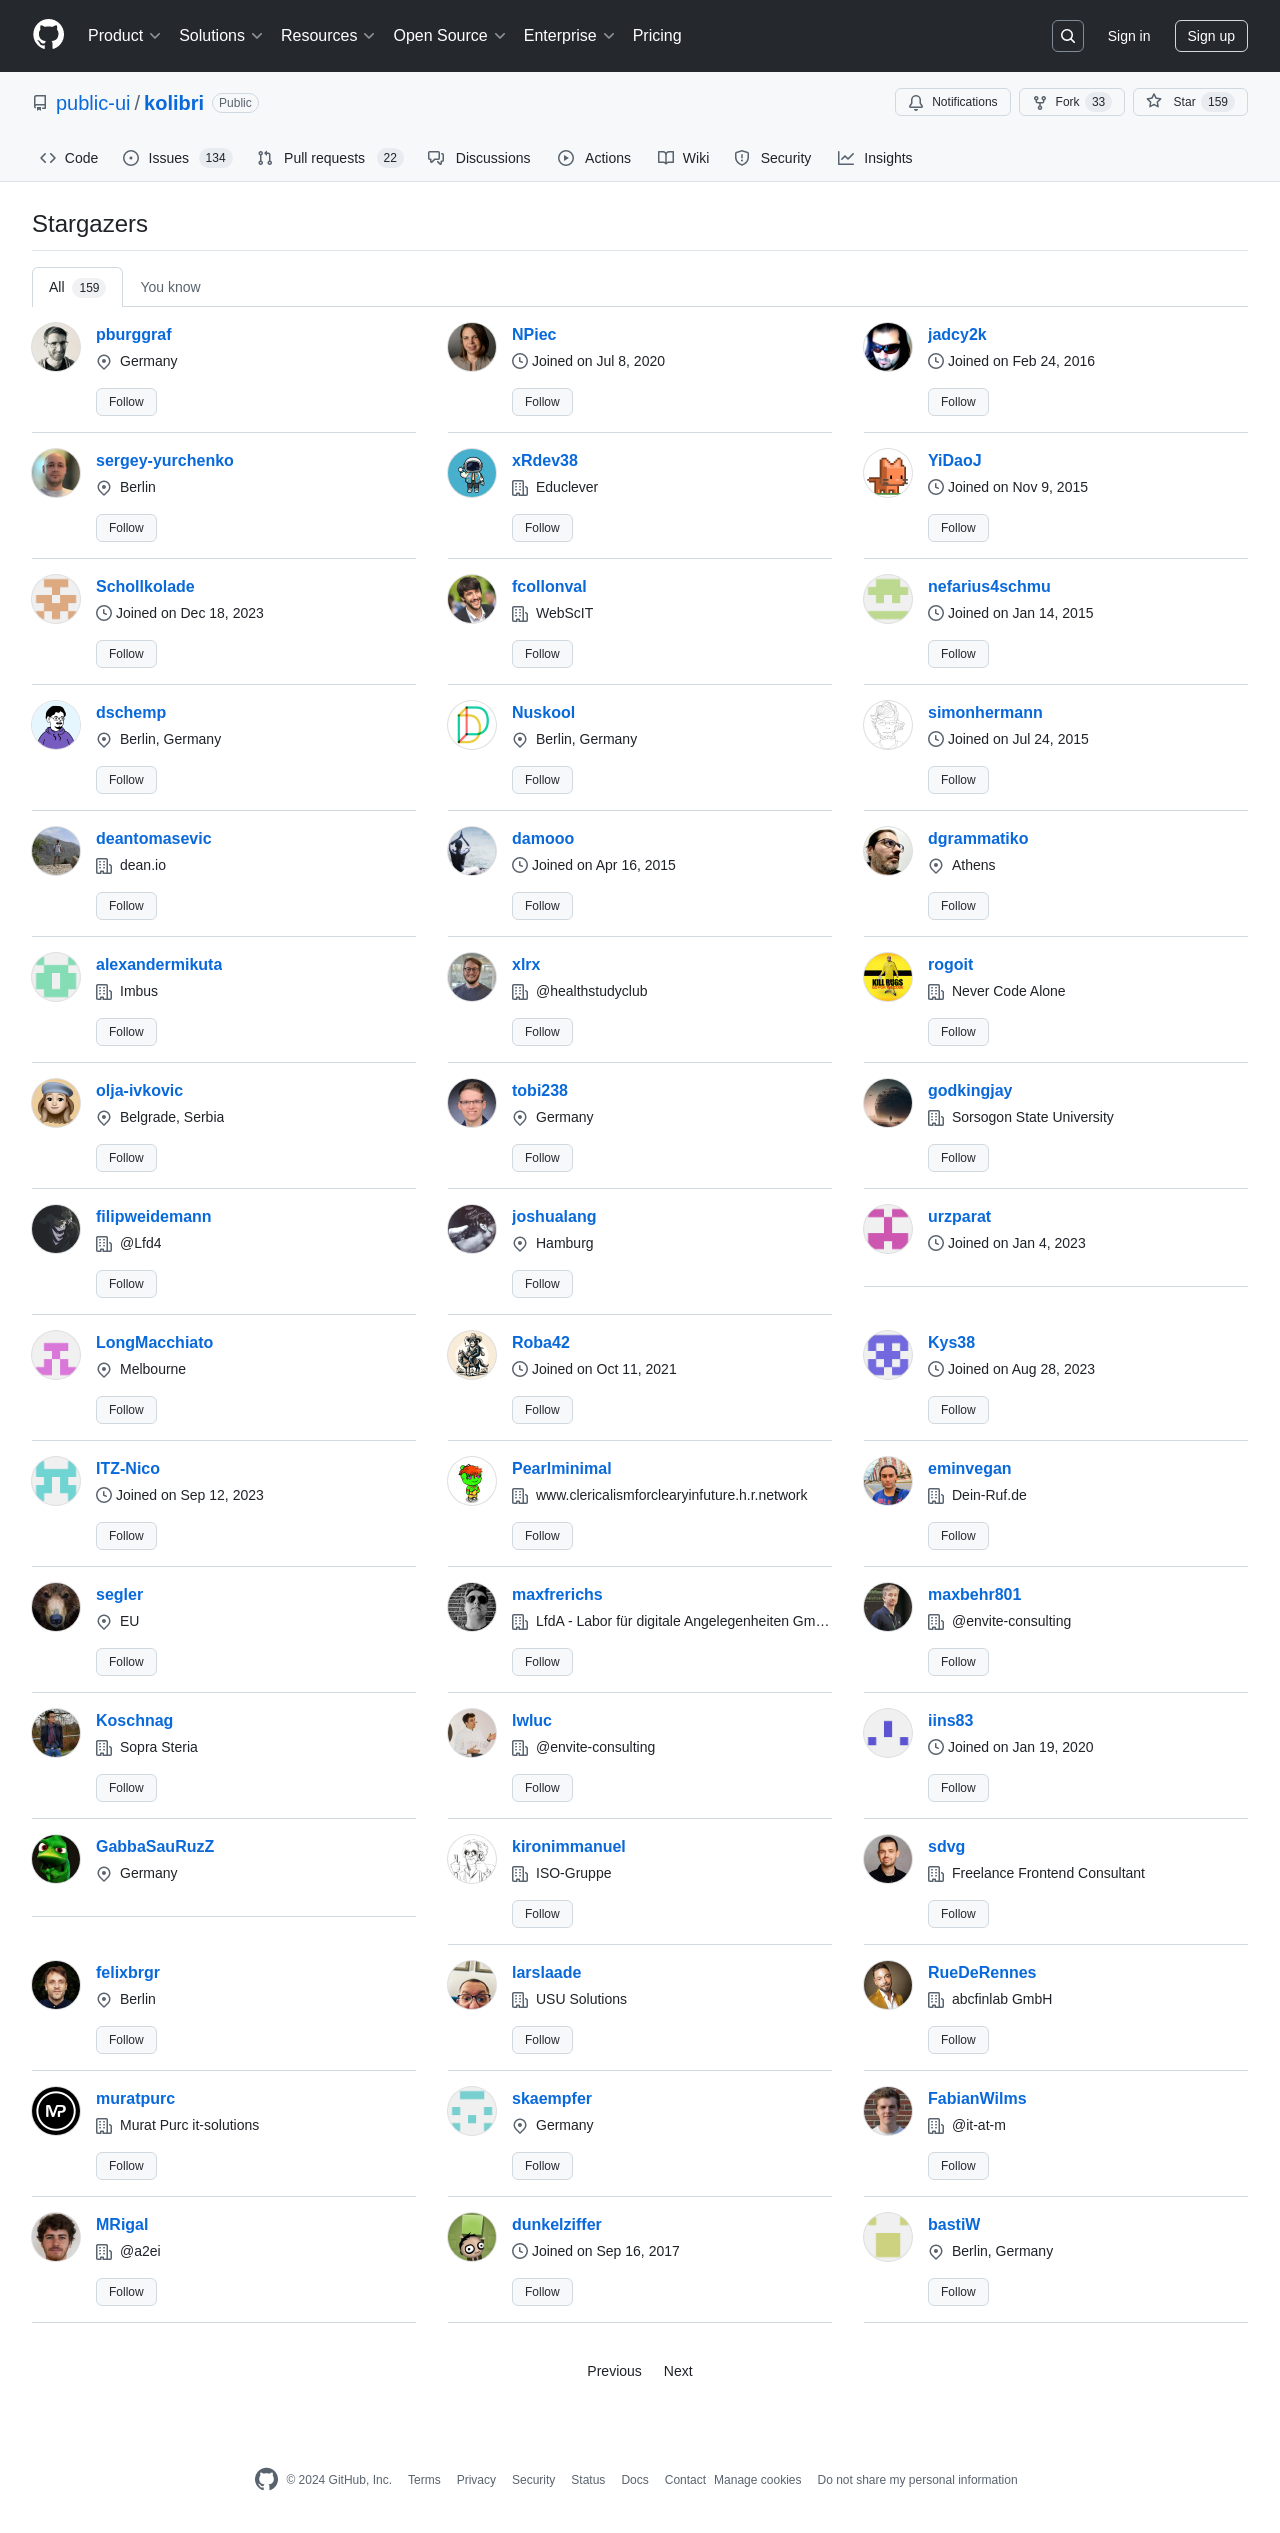 Product Solutions Resources Open Source Enterprise Pricing Sign in Sign up
public-ui / kolibri Public Notifications Fork 33 Star 159
Code Issues 134 Pull requests 22 Discussions Actions Wiki Security Insights
Stargazers
All 159 You know
pburggraf NPiec jadcy2k
Germany Joined on Jul 8, 2020 Joined on Feb 24, 2016
Follow Follow Follow
sergey-yurchenko xRdev38 YiDaoJ
Berlin Educlever Joined on Nov 9, 2015
Follow Follow Follow
Schollkolade fcollonval nefarius4schmu
Joined on Dec 18, 2023 WebScIT Joined on Jan 14, 2015
Follow Follow Follow
dschemp Nuskool simonhermann
Berlin, Germany Berlin, Germany Joined on Jul 24, 2015
Follow Follow Follow
deantomasevic damooo dgrammatiko
dean.io Joined on Apr 16, 2015 Athens
Follow Follow Follow
alexandermikuta xlrx rogoit
Imbus @healthstudyclub KILL BUGS Never Code Alone
Follow Follow Follow
olja-ivkovic tobi238 godkingjay
Belgrade, Serbia Germany Sorsogon State University
Follow Follow Follow
filipweidemann joshualang urzparat
@Lfd4 Hamburg Joined on Jan 4, 2023
Follow Follow
LongMacchiato Roba42 Kys38
Melbourne Joined on Oct 11, 2021 Joined on Aug 28, 2023
Follow Follow Follow
ITZ-Nico Pearlminimal eminvegan
Joined on Sep 12, 2023 www.clericalismforclearyinfuture.h.r.network Dein-Ruf.de
Follow Follow Follow
segler maxfrerichs maxbehr801
EU LfdA - Labor für digitale Angelegenheiten Gm… @envite-consulting
Follow Follow Follow
Koschnag lwluc iins83
Sopra Steria @envite-consulting Joined on Jan 19, 2020
Follow Follow Follow
GabbaSauRuzZ kironimmanuel sdvg
Germany ISO-Gruppe Freelance Frontend Consultant
Follow Follow
felixbrgr larslaade RueDeRennes
Berlin USU Solutions abcfinlab GmbH
Follow Follow Follow
muratpurc skaempfer FabianWilms
MP Murat Purc it-solutions Germany @it-at-m
Follow Follow Follow
MRigal dunkelziffer bastiW
@a2ei Joined on Sep 16, 2017 Berlin, Germany
Follow Follow Follow
Previous Next
© 2024 GitHub, Inc. Terms Privacy Security Status Docs Contact Manage cookies Do not share my personal information